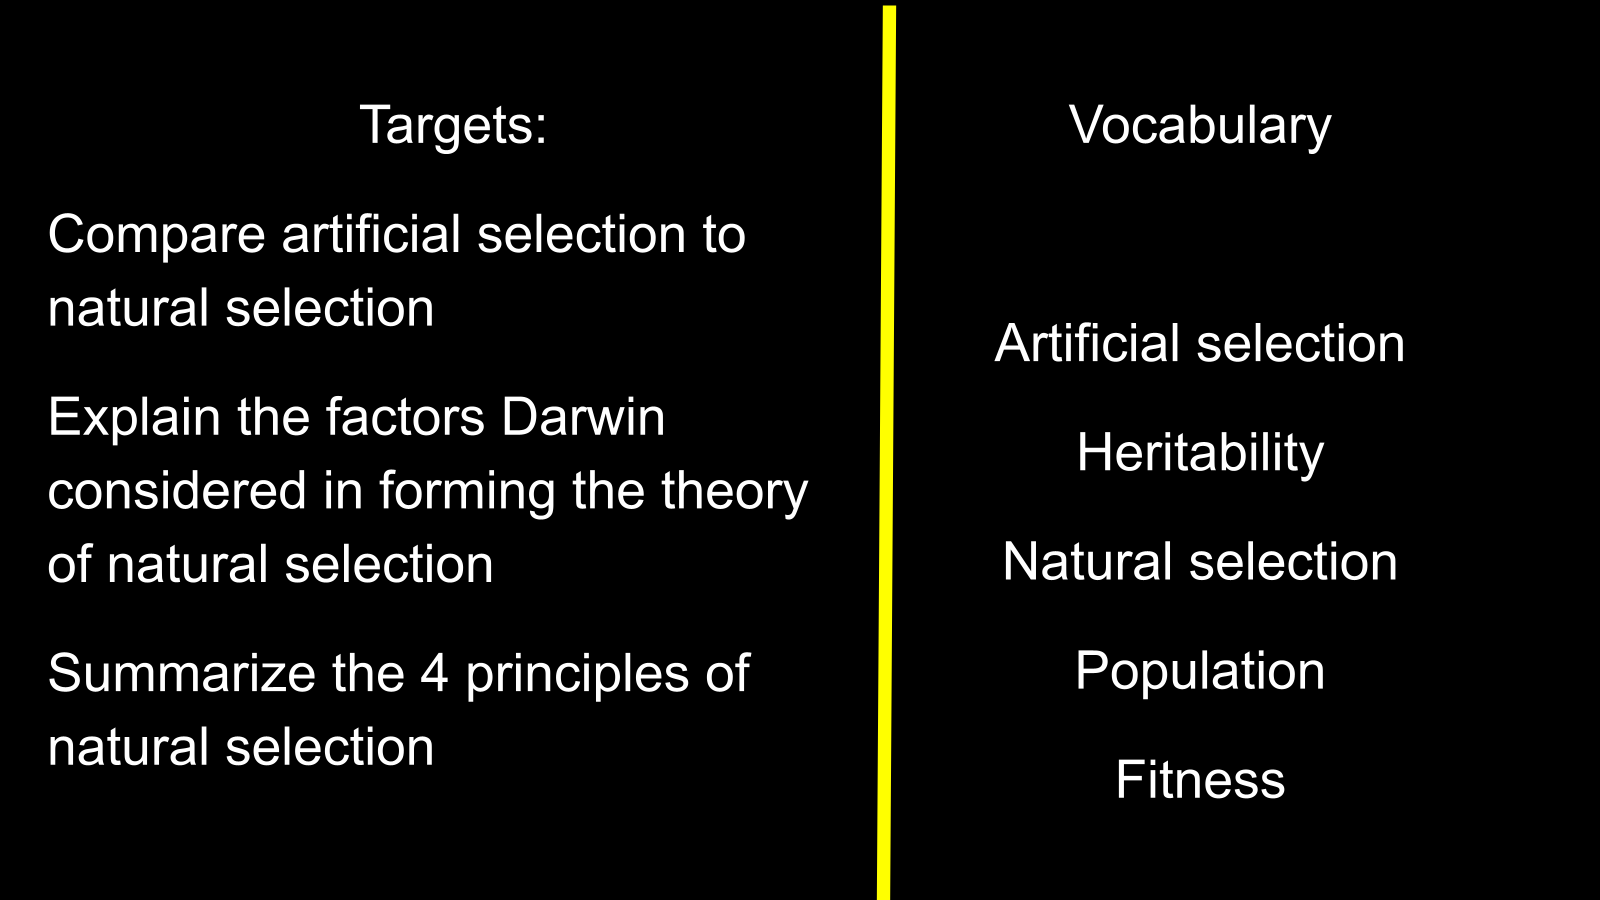 Targets:
Compare artificial selection to
natural selection
Explain the factors Darwin
considered in forming the theory
of natural selection
Summarize the 4 principles of
natural selection
Vocabulary
Artificial selection
Heritability
Natural selection
Population
Fitness